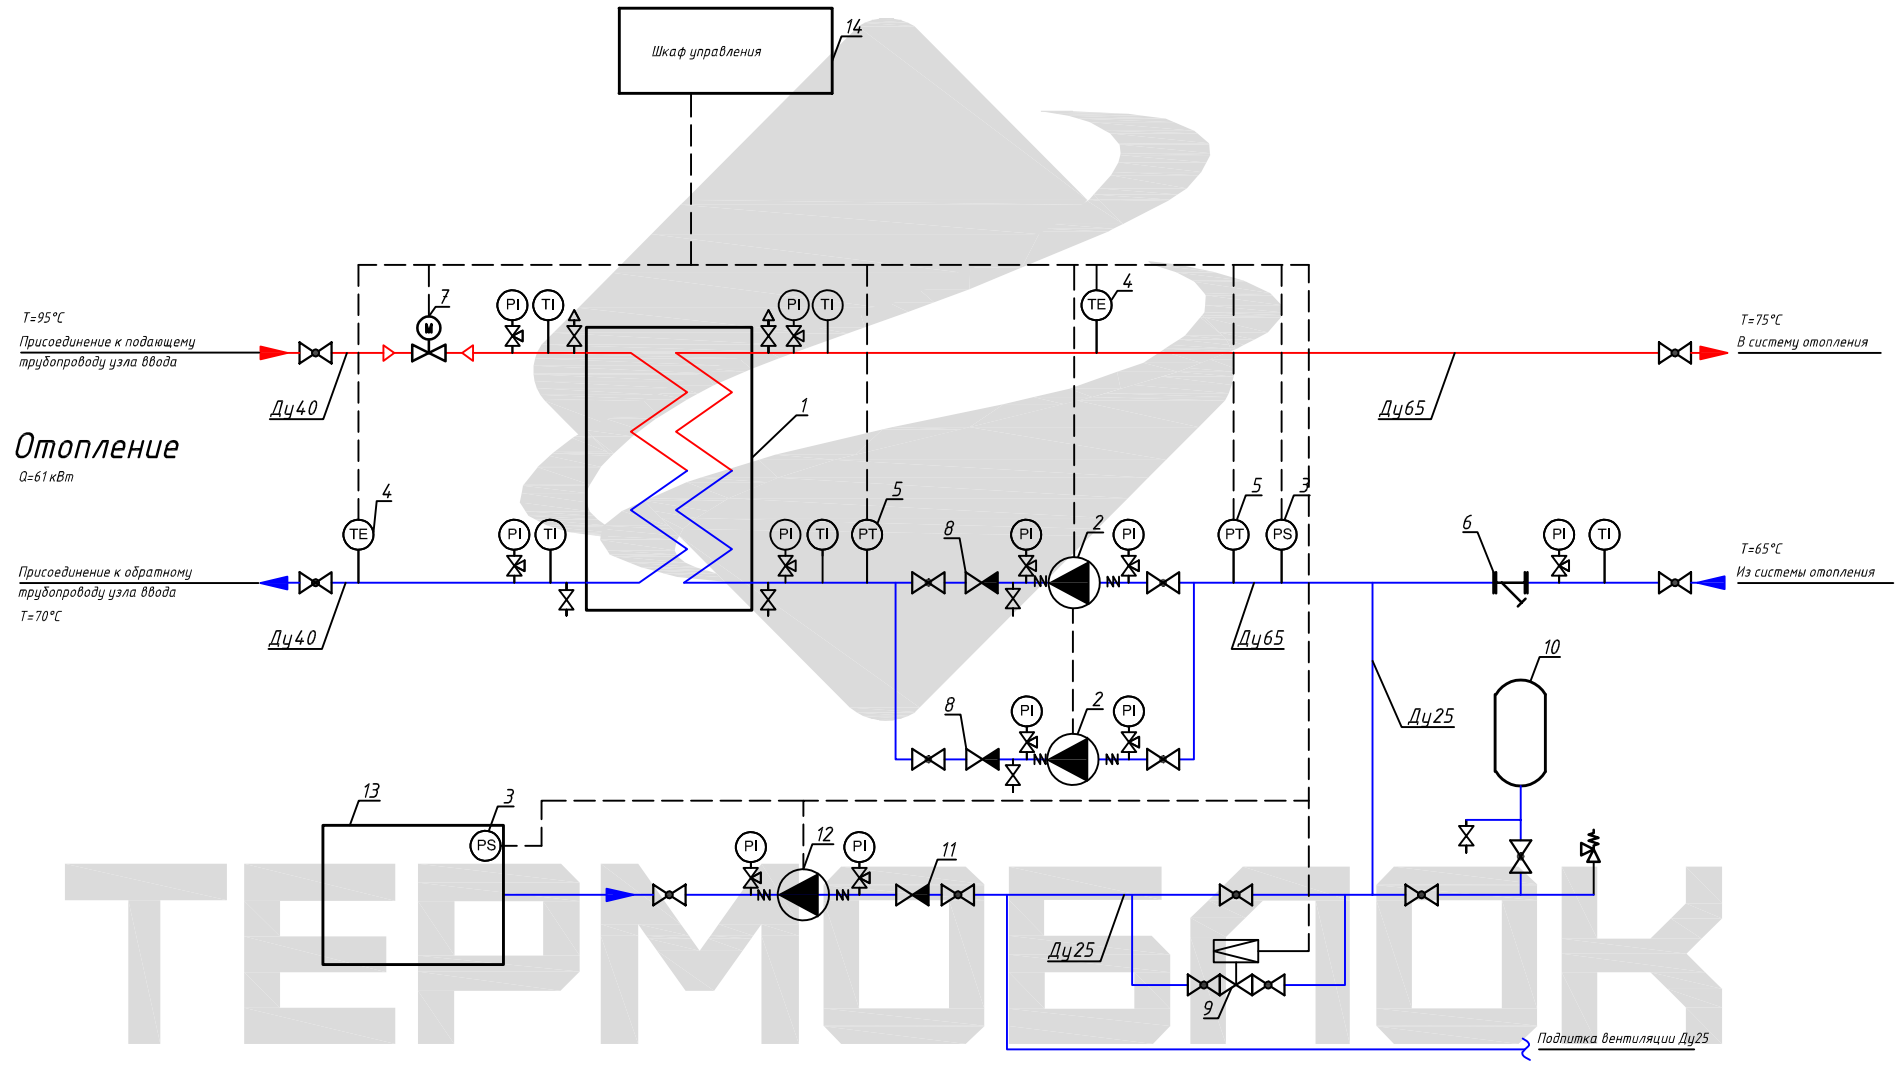 Шкаф управления
14
T=95°C
Присоединение к подающему
трубопроводу узла ввода
7
M
PI
TI
PI
TI
TE
4
T=75°C
В систему отопления
Ду40
1
Ду65
Отопление
Q=61 кВт
4
TE
PI
TI
PI
TI
PT
5
8
PI
2
PI
PT
5
PS
3
6
PI
TI
T=65°C
Из системы отопления
Присоединение к обратному
трубопроводу узла ввода
T=70°C
Ду40
Ду65
10
8
PI
2
PI
Ду25
13
3
PS
PI
12
PI
11
ТЕРМОБЛОК
Ду25
9
Подпитка вентиляции Ду25